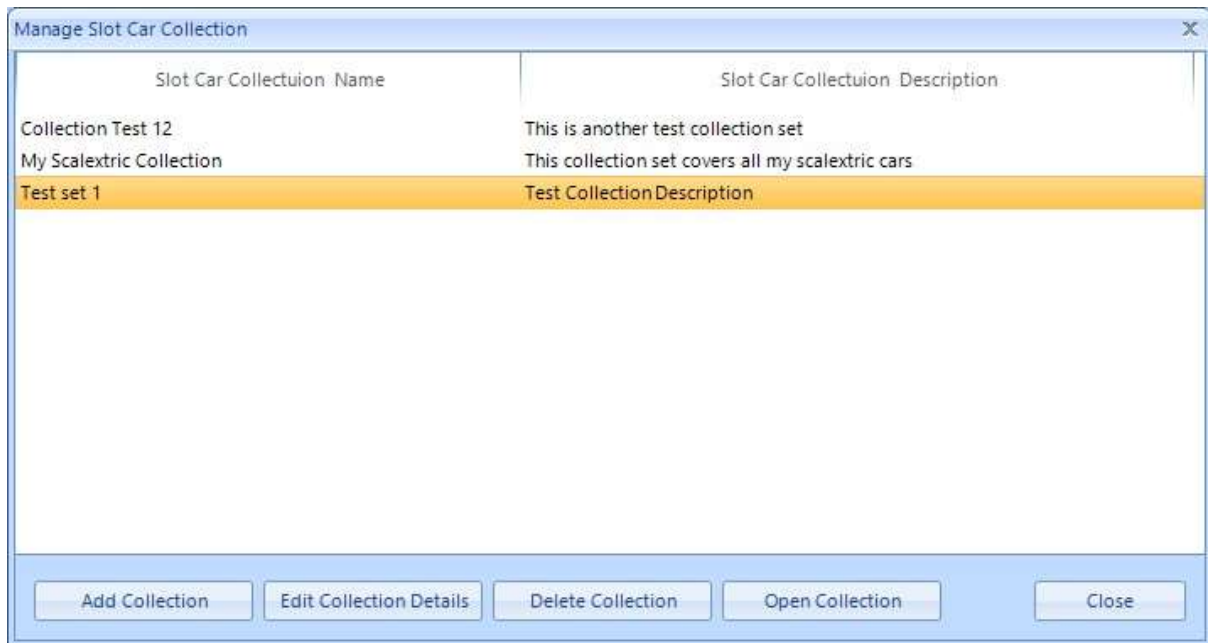 Manage Slot Car Collection
Slot Car Collectuion Name Slot Car Collectuion Description
Collection Test 12 This is another test collection set
My Scalextric Collection This collection set covers all my scalextric cars
Test set 1 Test Collection Description
Add Collection Edit Collection Details Delete Collection Open Collection Close